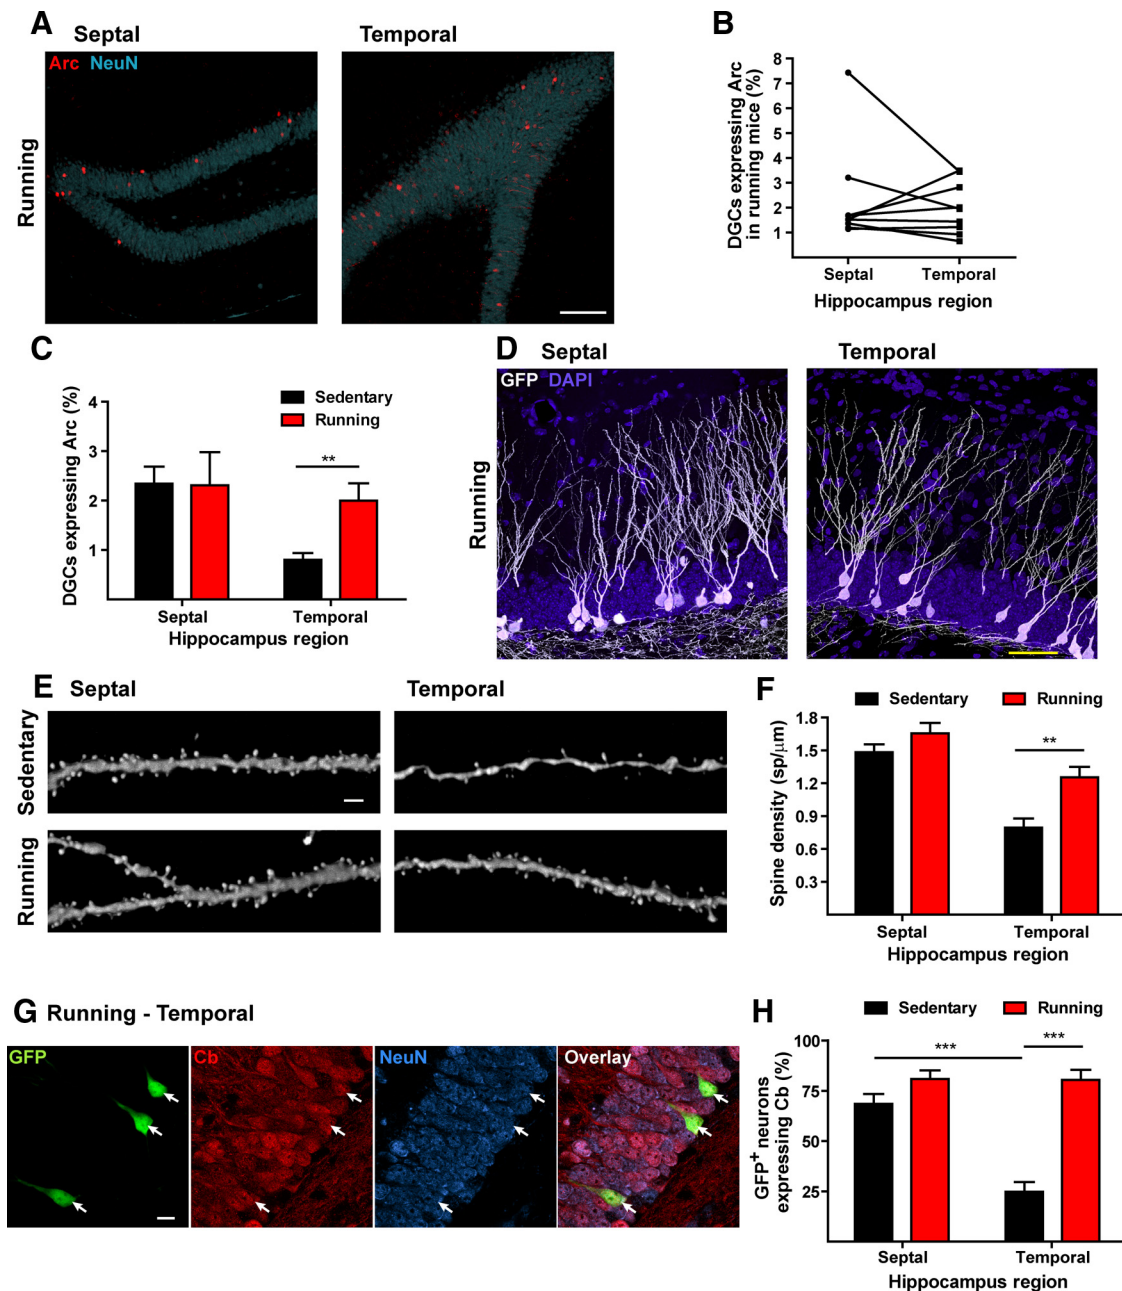 A
Septal
Temporal
Arc NeuN
Running
B
DGCs expressing Arc
in running mice (%)
8
7
6
5
4
3
2
1
Septal
Temporal
Hippocampus region
C
Sedentary
Running
DGCs expressing Arc (%)
4
3
2
1
**
Septal
Temporal
Hippocampus region
D
Septal
Temporal
GFP DAPI
Running
E
Septal
Temporal
Sedentary
Running
F
Sedentary
Running
Spine density (sp/μm)
1.8
1.5
1.2
0.9
0.6
0.3
**
Septal
Temporal
Hippocampus region
G Running - Temporal
GFP
Cb
NeuN
Overlay
H
Sedentary
Running
GFP+ neurons
expressing Cb (%)
100
75
50
25
***
***
Septal
Temporal
Hippocampus region